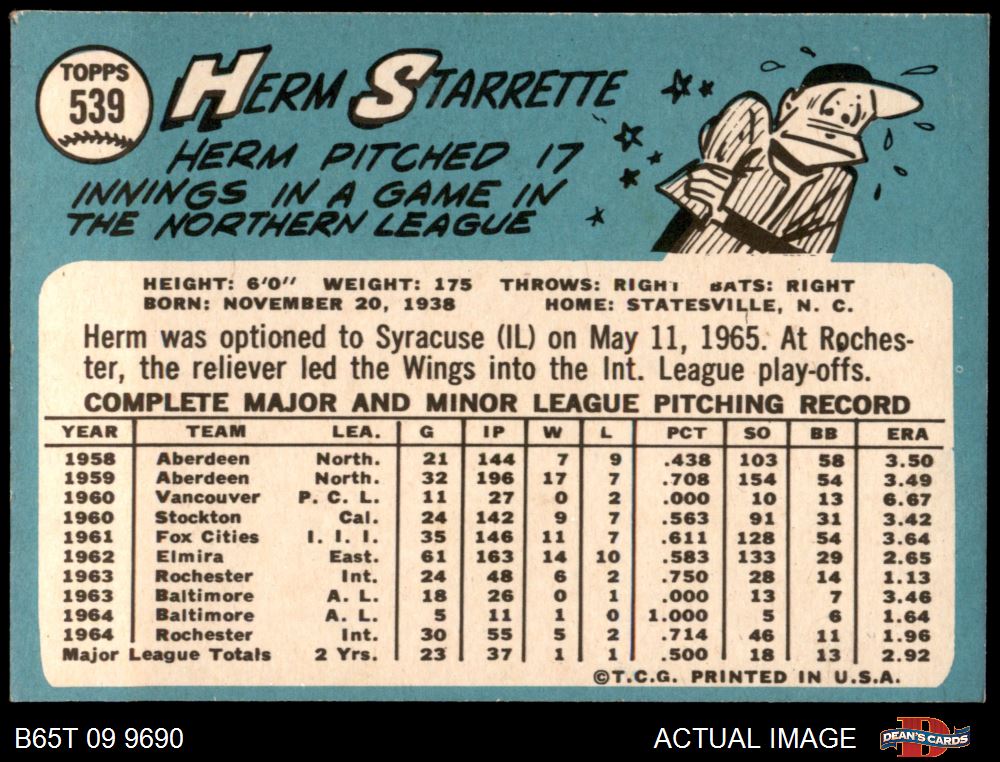 TOPPS
539
HERM STARRETTE
HERM PITCHED 17
INNINGS IN A GAME IN
THE NORTHERN LEAGUE
HEIGHT: 6'0" WEIGHT: 175 THROWS: RIGHT BATS: RIGHT
BORN: NOVEMBER 20, 1938 HOME: STATESVILLE, N. C.
Herm was optioned to Syracuse (IL) on May 11, 1965. At Roches-
ter, the reliever led the Wings into the Int. League play-offs.
COMPLETE MAJOR AND MINOR LEAGUE PITCHING RECORD
YEAR TEAM LEA. G IP W L PCT SO BB ERA
1958 Aberdeen North. 21 144 7 9 .438 103 58 3.50
1959 Aberdeen North. 32 196 17 7 .708 154 54 3.49
1960 Vancouver P. C. L. 11 27 0 2 .000 10 13 6.67
1960 Stockton Cal. 24 142 9 7 .563 91 31 3.42
1961 Fox Cities I. I. I. 35 146 11 7 .611 128 54 3.64
1962 Elmira East. 61 163 14 10 .583 133 29 2.65
1963 Rochester Int. 24 48 6 2 .750 28 14 1.13
1963 Baltimore A. L. 18 26 0 1 .000 13 7 3.46
1964 Baltimore A. L. 5 11 1 0 1.000 5 6 1.64
1964 Rochester Int. 30 55 5 2 .714 46 11 1.96
Major League Totals 2 Yrs. 23 37 1 1 .500 18 13 2.92
©T.C.G. PRINTED IN U.S.A.
B65T 09 9690
ACTUAL IMAGE
DEAN'S CARDS